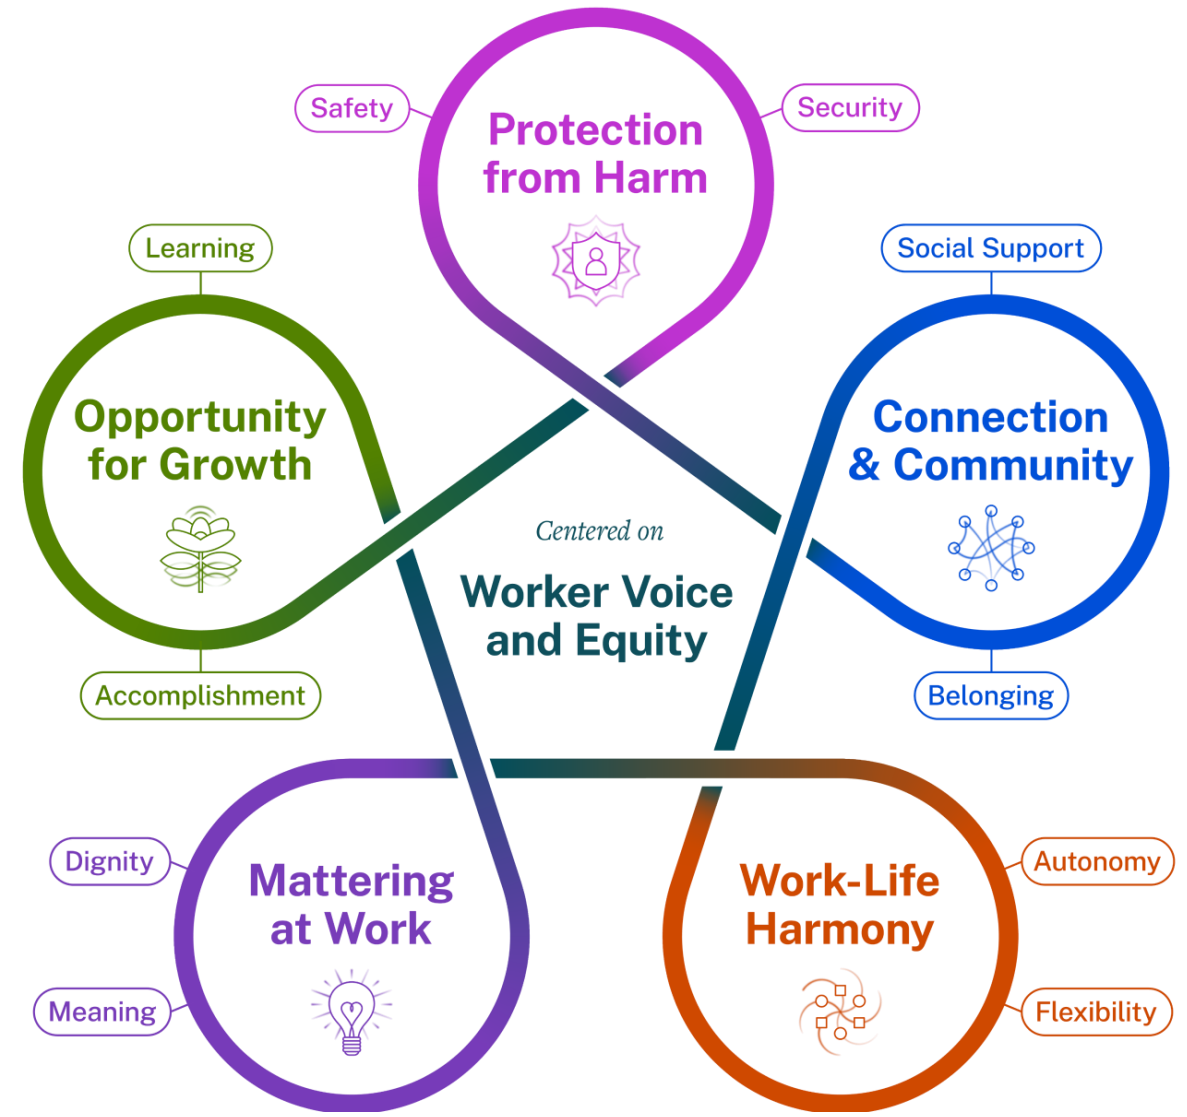 Safety
Security
Protection
from Harm
Learning
Social Support
Opportunity
for Growth
Connection
& Community
Centered on
Worker Voice
and Equity
Accomplishment
Belonging
Dignity
Mattering
at Work
Meaning
Work-Life
Harmony
Autonomy
Flexibility